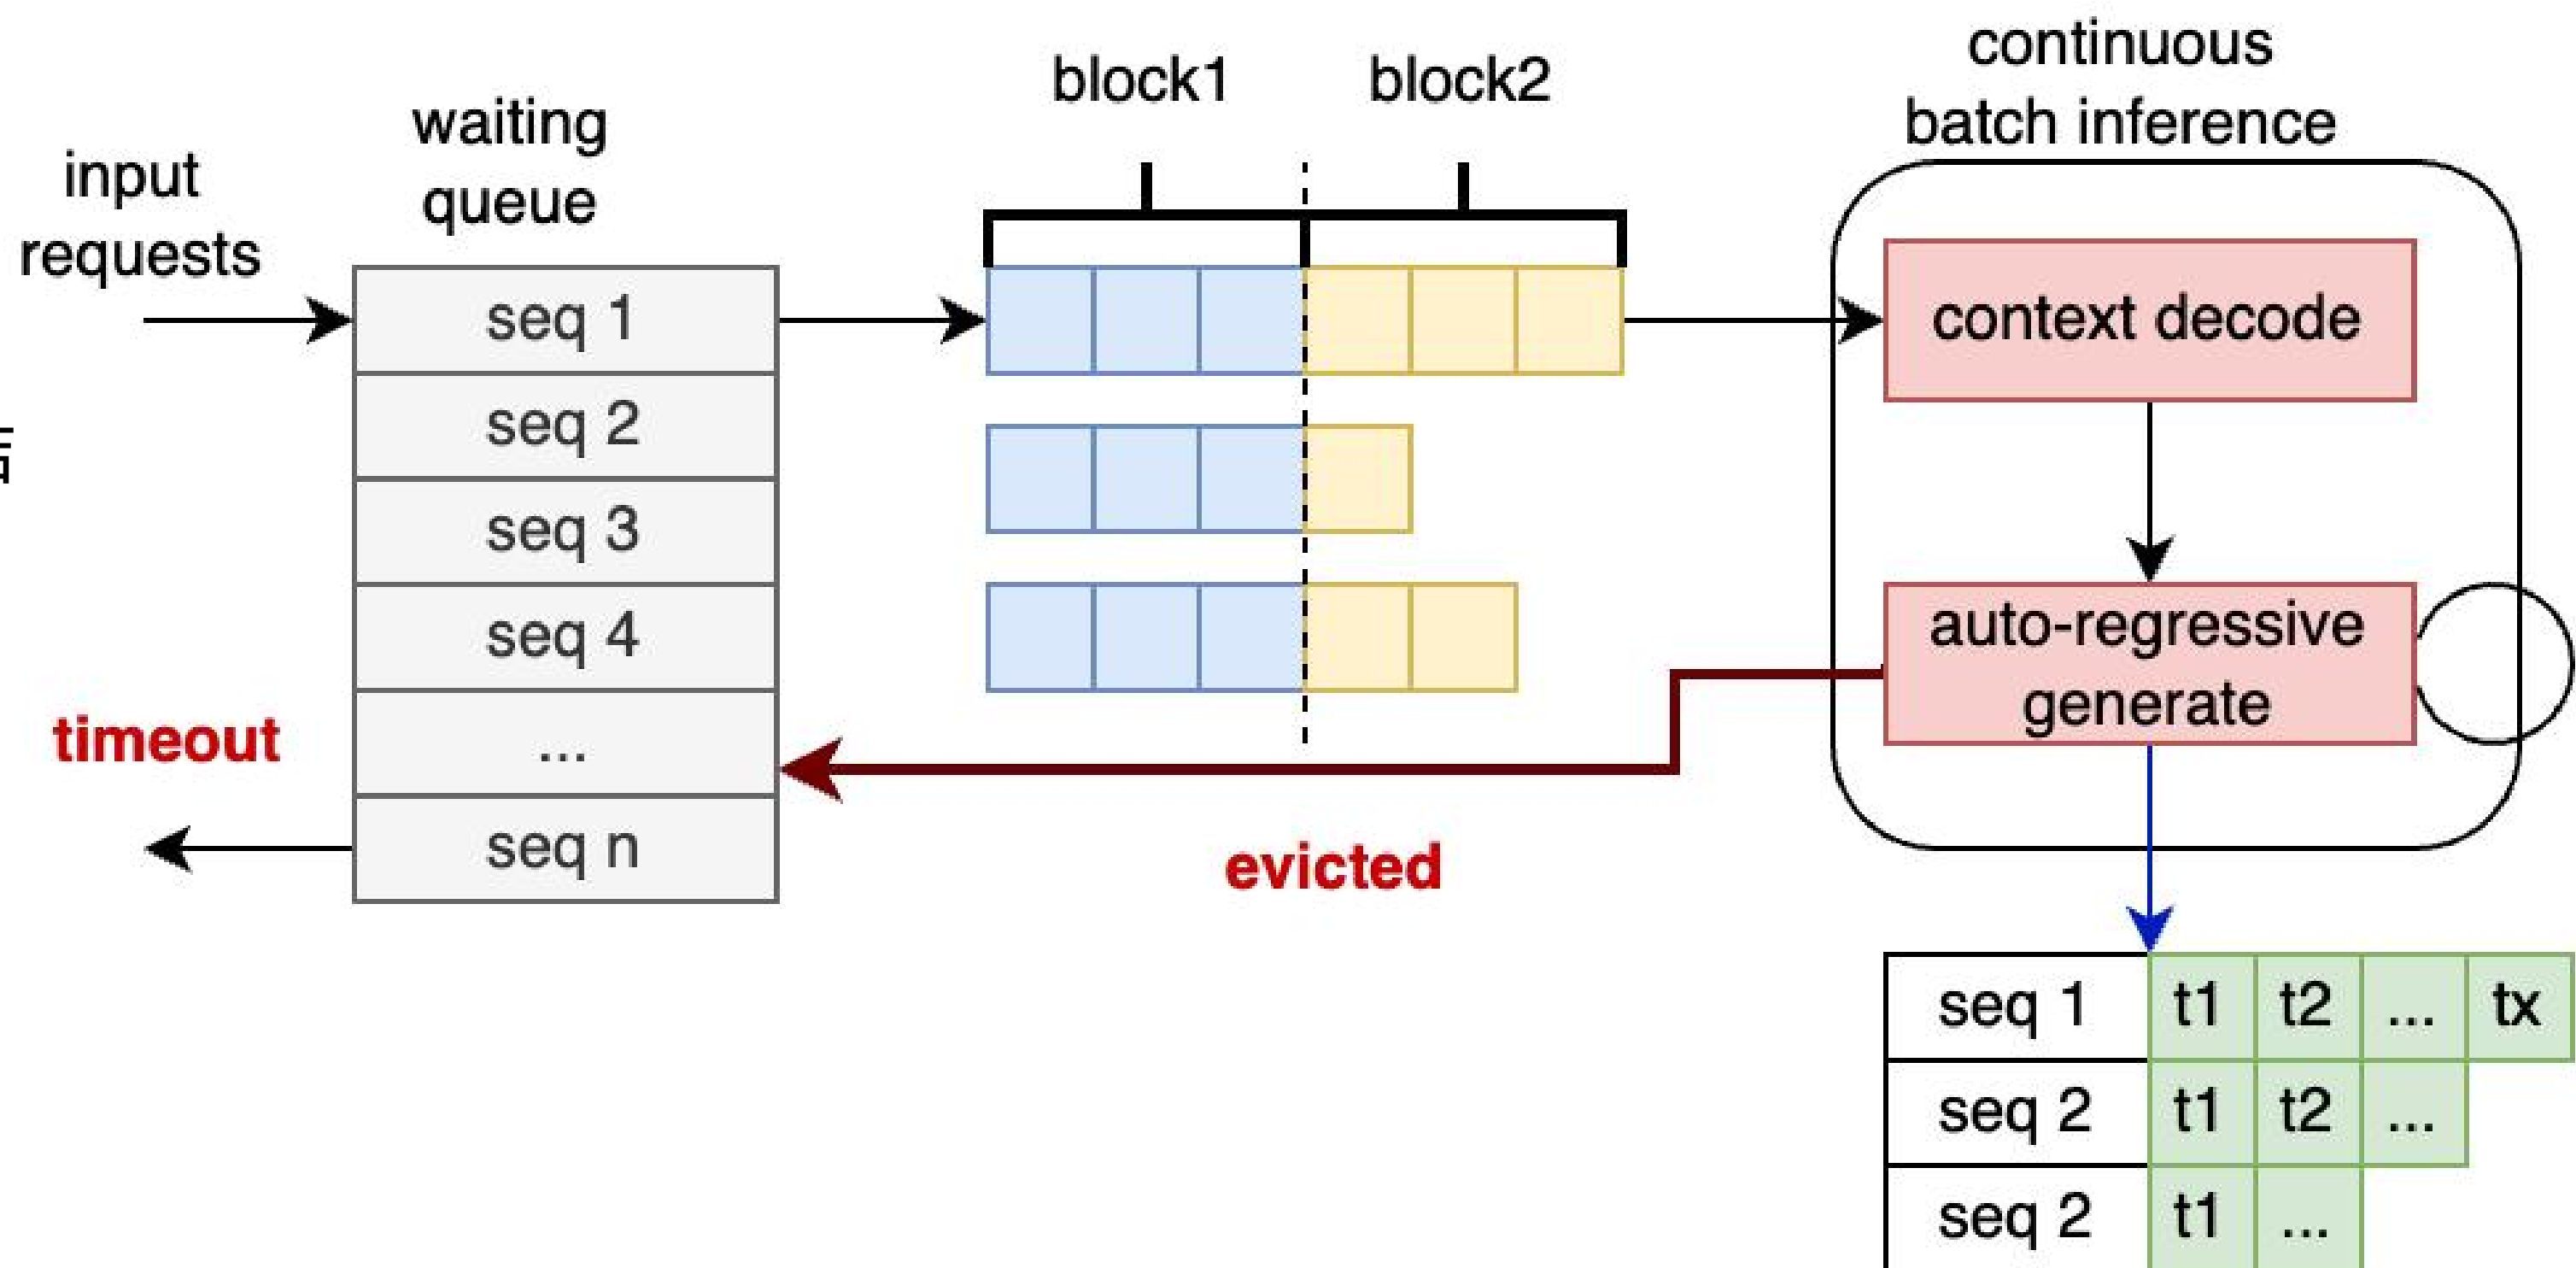 input
requests
waiting
queue
seq 1
seq 2
seq 3
seq 4
...
seq n
timeout
block1
block2
evicted
continuous
batch inference
context decode
auto-regressive
generate
seq 1 t1 t2 ... tx
seq 2 t1 t2 ...
seq 2 t1 ...